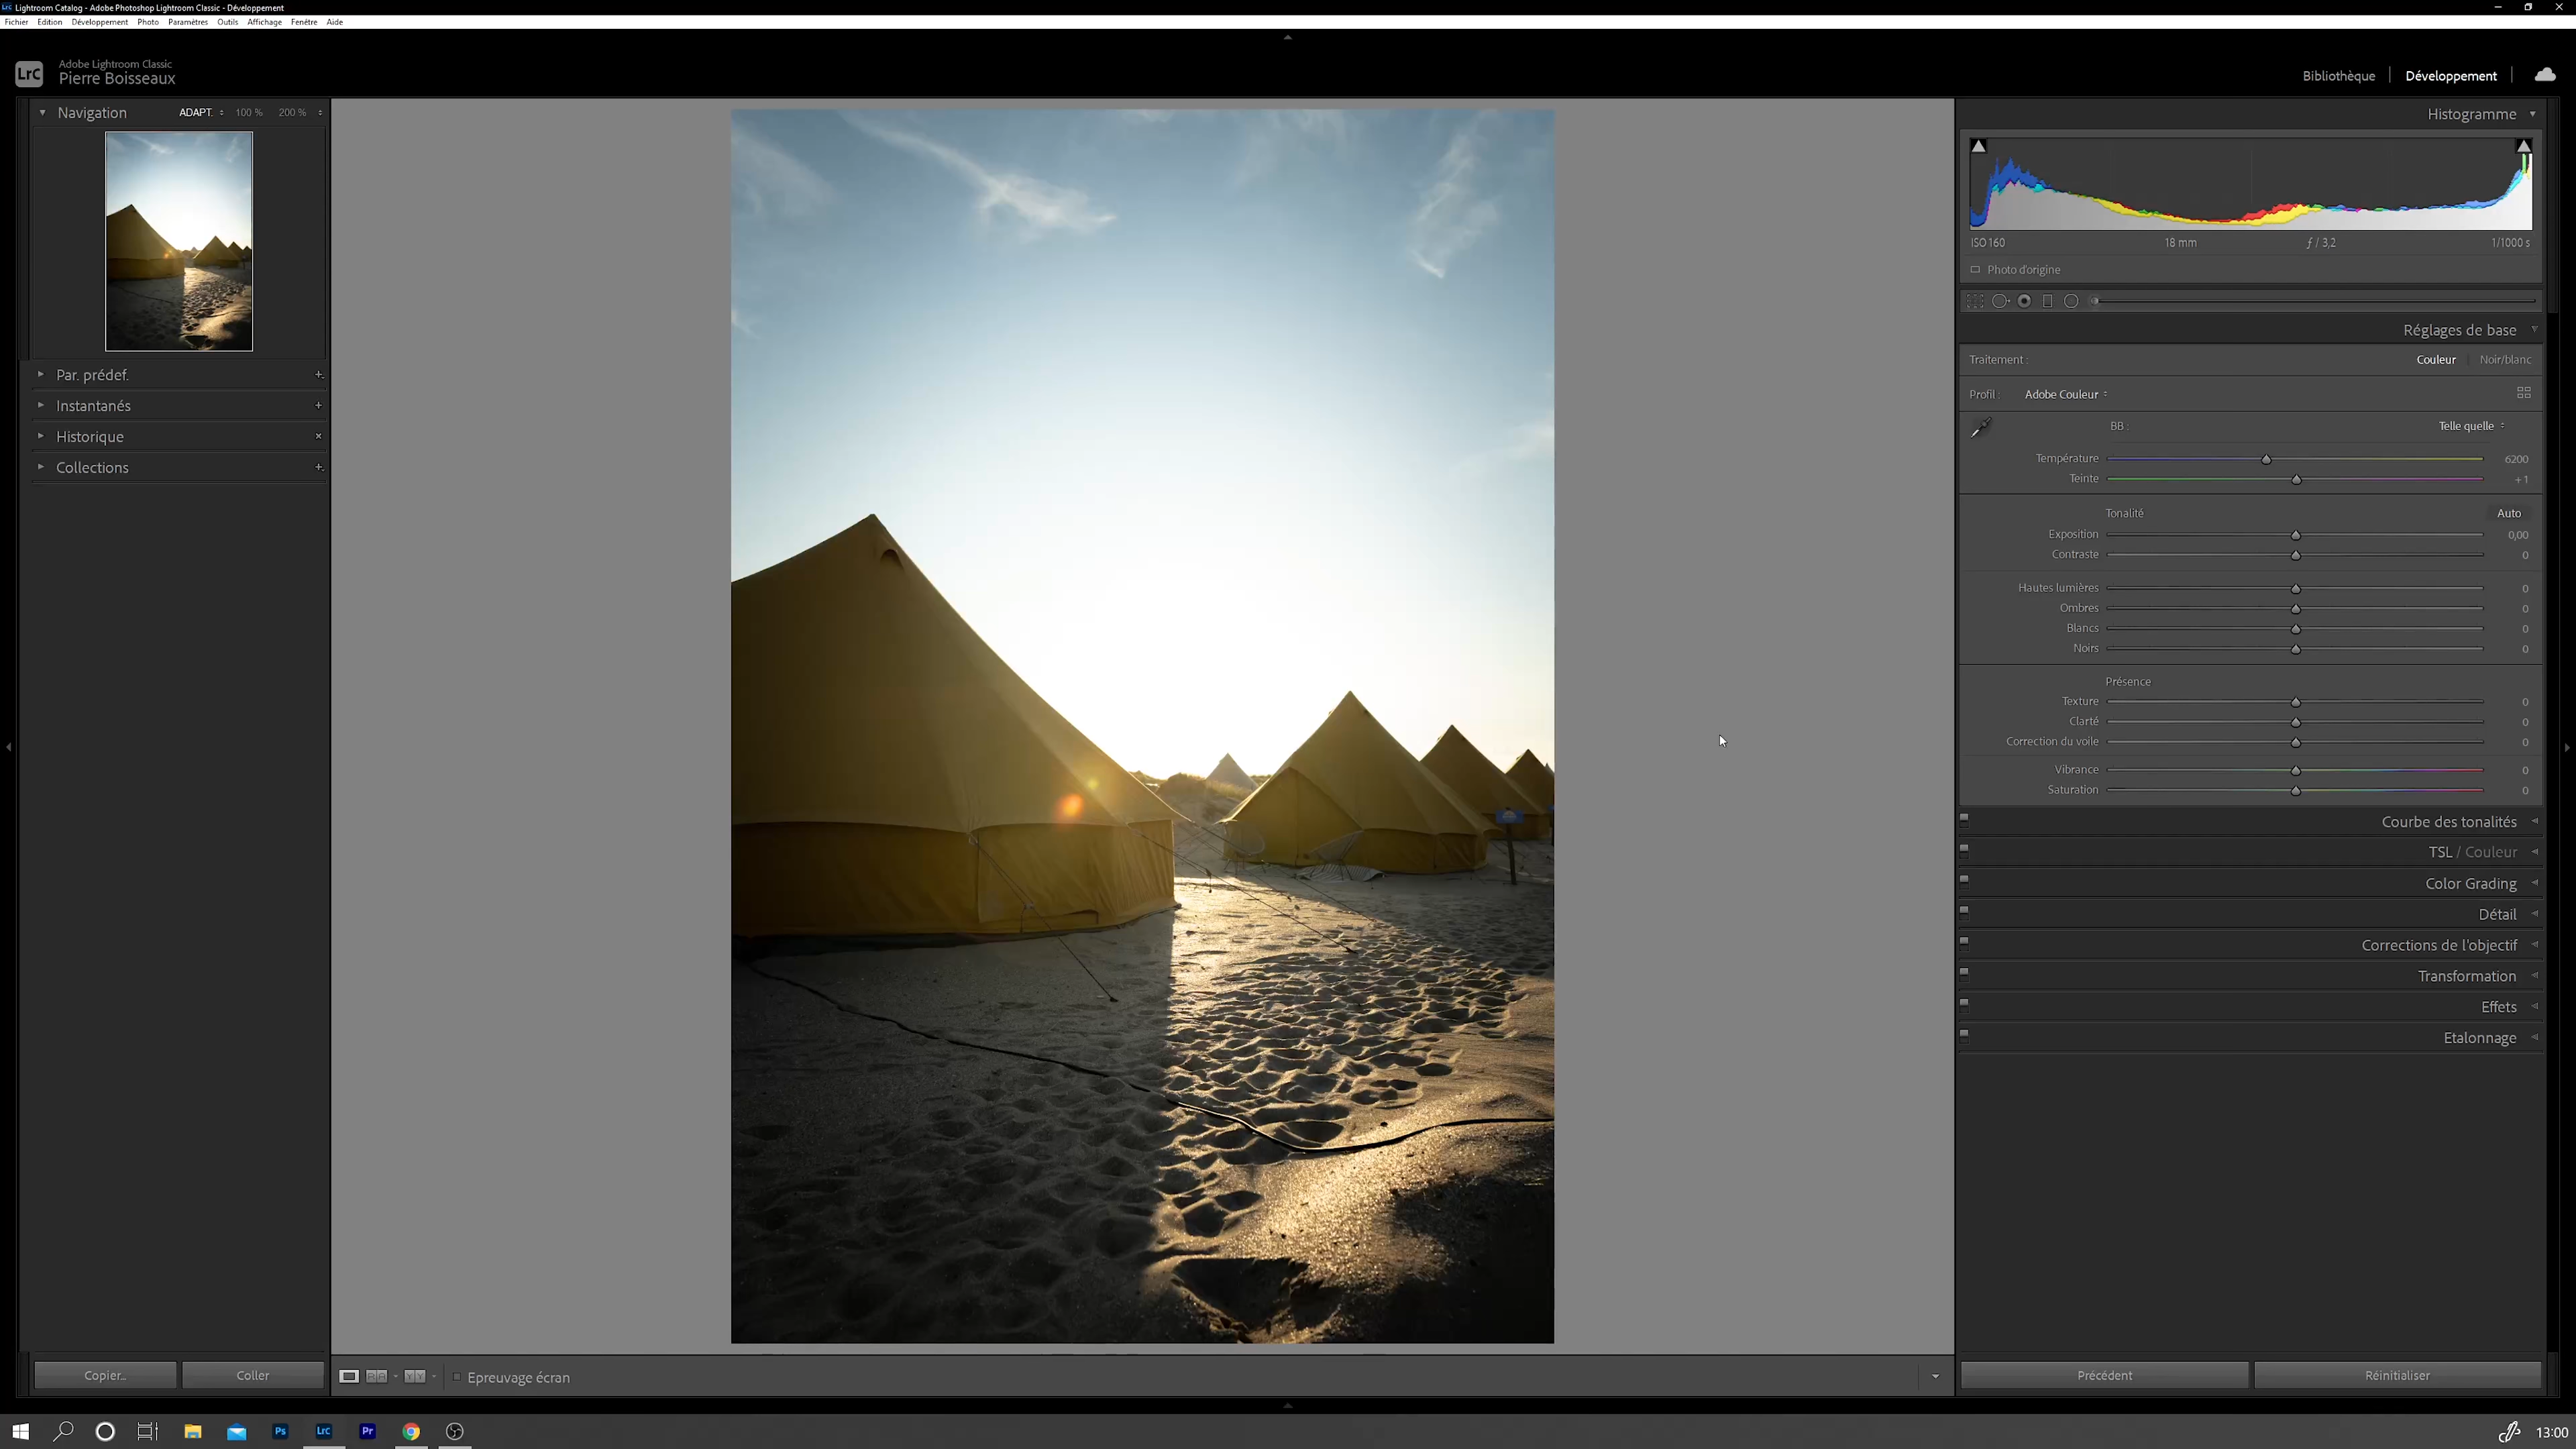 Lightroom Catalog - Adobe Photoshop Lightroom Classic - Développement
Fichier Edition Développement Photo Paramètres Outils Affichage Fenêtre Aide
LrC
Adobe Lightroom Classic
Pierre Boisseaux
Bibliothèque | Développement |
Navigation ADAPT. 100 % 200 %
Par. prédef.
Instantanés
Historique
Collections
Histogramme
ISO 160 18 mm ƒ / 3,2 1/1000 s
Photo d'origine
Réglages de base
Traitement : Couleur Noir/blanc
Profil : Adobe Couleur
BB : Telle quelle
Température 6200
Teinte + 1
Tonalité Auto
Exposition 0,00
Contraste 0
Hautes lumières 0
Ombres 0
Blancs 0
Noirs 0
Présence
Texture 0
Clarté 0
Correction du voile 0
Vibrance 0
Saturation 0
Courbe des tonalités
TSL / Couleur
Color Grading
Détail
Corrections de l'objectif
Transformation
Effets
Etalonnage
Copier... Coller
Epreuvage écran
Précédent Réinitialiser
Ps LrC Pr
13:00